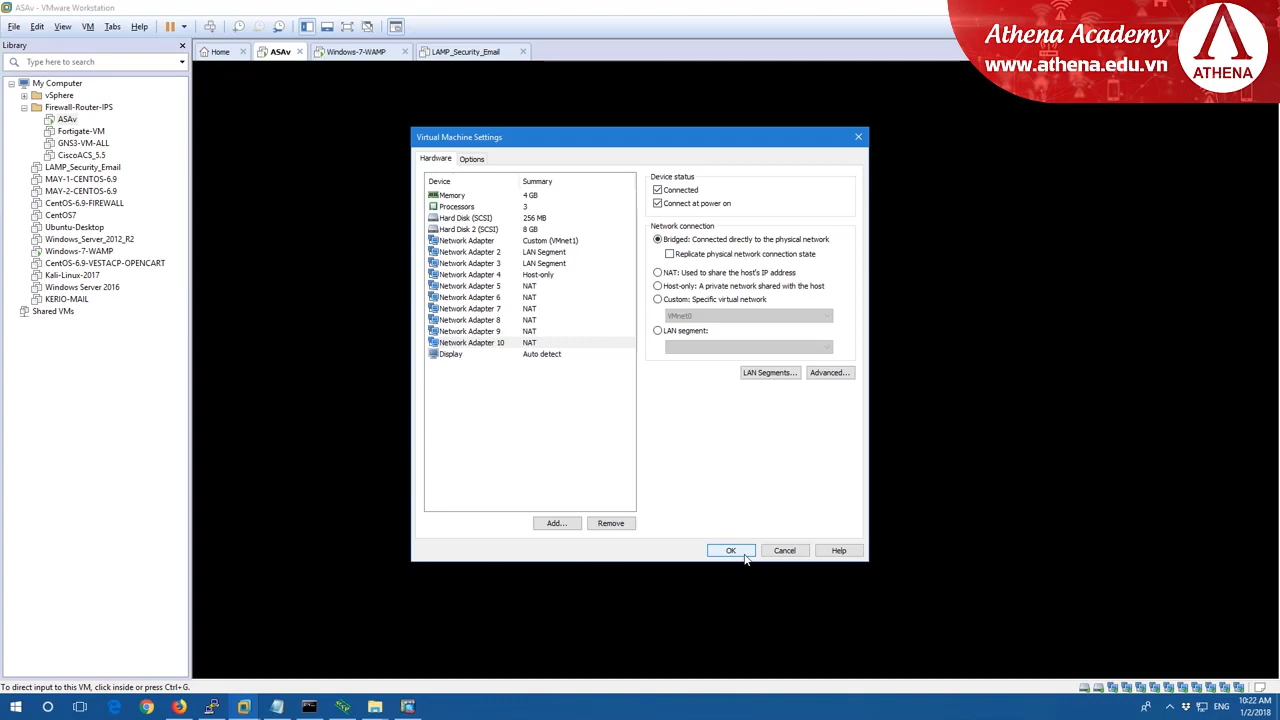 ASAv - VMware Workstation
File Edit View VM Tabs Help
Athena Academy
www.athena.edu.vn
ATHENA
Library
Type here to search
Home
ASAv
Windows-7-WAMP
LAMP_Security_Email
My Computer
vSphere
Firewall-Router-IPS
ASAv
Fortigate-VM
GNS3-VM-ALL
CiscoACS_5.5
LAMP_Security_Email
MAY-1-CENTOS-6.9
MAY-2-CENTOS-6.9
CentOS-6.9-FIREWALL
CentOS7
Ubuntu-Desktop
Windows_Server_2012_R2
Windows-7-WAMP
CentOS-6.9-VESTACP-OPENCART
Kali-Linux-2017
Windows Server 2016
KERIO-MAIL
Shared VMs
Virtual Machine Settings
Hardware Options
Device Summary
Memory 4 GB
Processors 3
Hard Disk (SCSI) 256 MB
Hard Disk 2 (SCSI) 8 GB
Network Adapter Custom (VMnet1)
Network Adapter 2 LAN Segment
Network Adapter 3 LAN Segment
Network Adapter 4 Host-only
Network Adapter 5 NAT
Network Adapter 6 NAT
Network Adapter 7 NAT
Network Adapter 8 NAT
Network Adapter 9 NAT
Network Adapter 10 NAT
Display Auto detect
Add... Remove
Device status
Connected
Connect at power on
Network connection
Bridged: Connected directly to the physical network
Replicate physical network connection state
NAT: Used to share the host's IP address
Host-only: A private network shared with the host
Custom: Specific virtual network
VMnet0
LAN segment:
LAN Segments... Advanced...
OK Cancel Help
To direct input to this VM, click inside or press Ctrl+G.
ENG
10:22 AM
1/2/2018